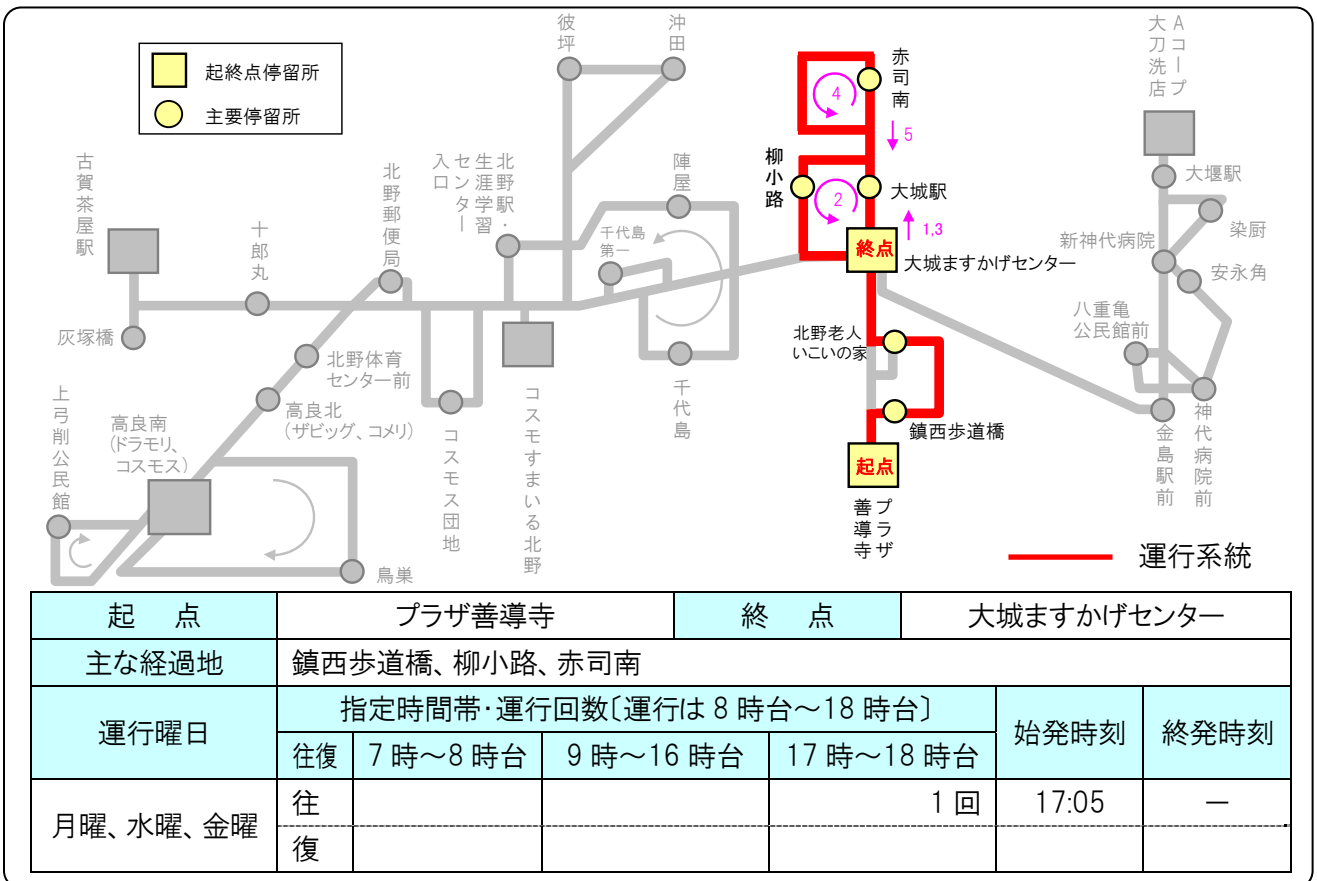 起終点停留所
主要停留所
彼坪
沖田
赤司南
Aコープ
大刀洗店
4
5
古賀茶屋駅
十郎丸
北野郵便局
北野駅・
生涯学習
センター
入口
陣屋
千代島
第一
柳小路
2
大城駅
1,3
終点
大城ますかげセンター
大堰駅
染厨
新神代病院
安永角
八重亀
公民館前
灰塚橋
北野体育
センター前
高良北
(ザビッグ、コメリ)
上弓削公民館
高良南
(ドラモリ、
コスモス)
コスモス団地
コスモすまいる北野
千代島
北野老人
いこいの家
鎮西歩道橋
起点
プラザ
善導寺
金島駅前
神代病院前
鳥巣
運行系統
起 点 プラザ善導寺 終 点 大城ますかげセンター
主な経過地 鎮西歩道橋、柳小路、赤司南
運行曜日 指定時間帯・運行回数〔運行は8時台～18時台〕 始発時刻 終発時刻
往復 7時～8時台 9時～16時台 17時～18時台
月曜、水曜、金曜 往 1回 17:05 －
復